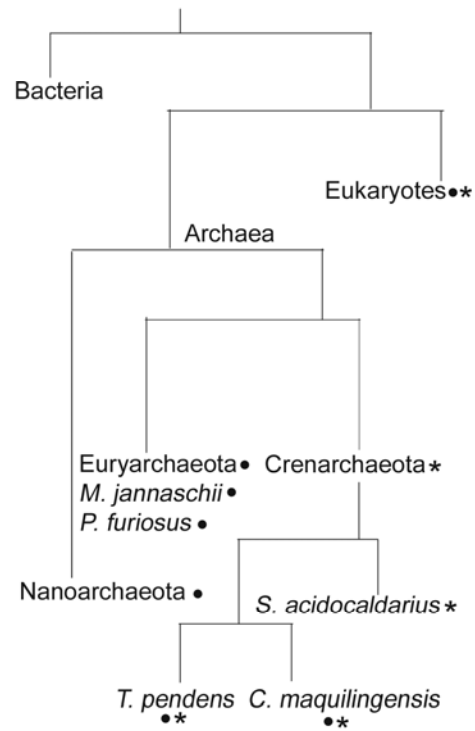 Bacteria
Eukaryotes•*
Archaea
Euryarchaeota• Crenarchaeota*
M. jannaschii •
P. furiosus •
Nanoarchaeota •
S. acidocaldarius*
T. pendens C. maquilingensis
•* •*